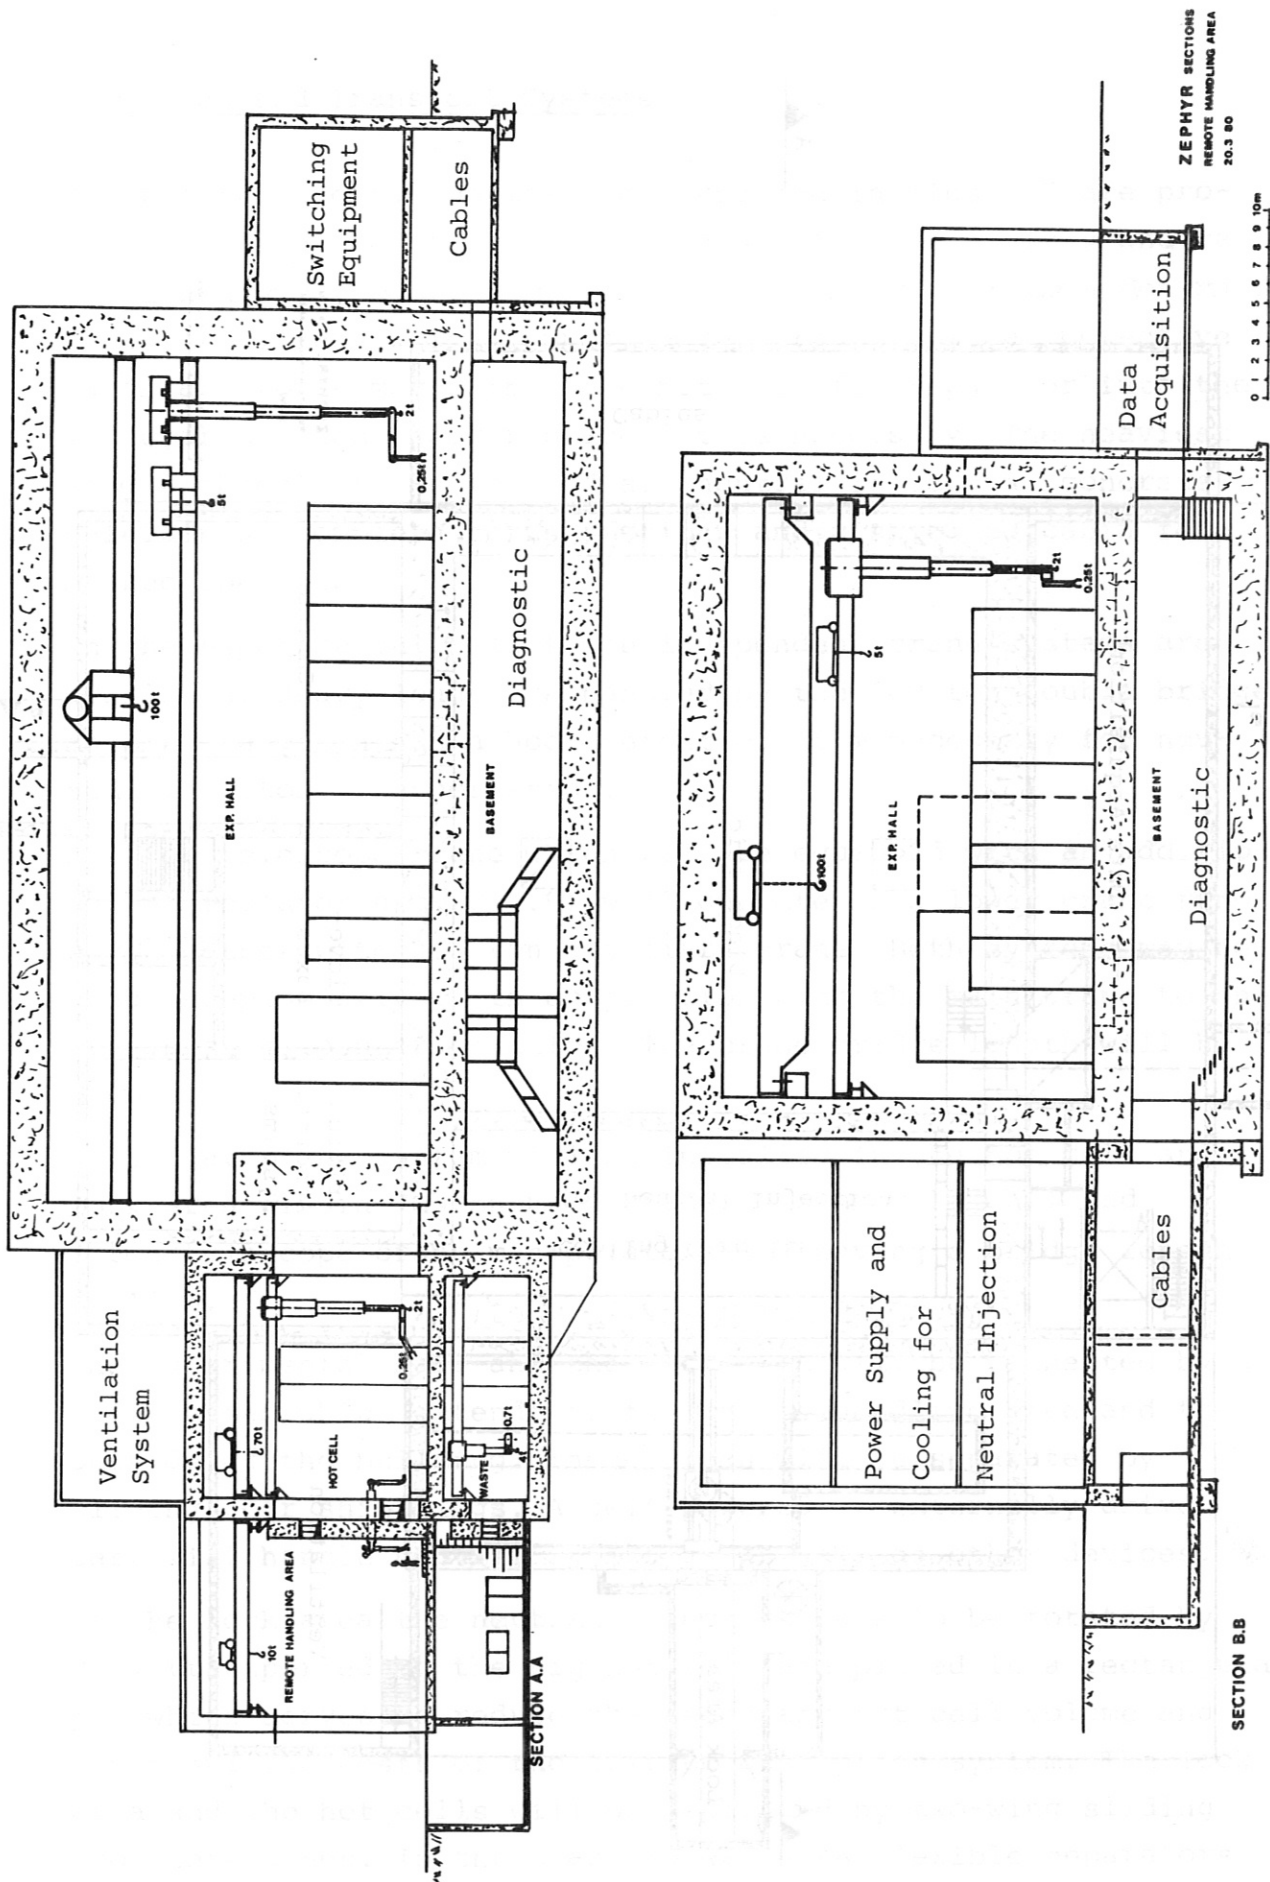 Ventilation
System
EXP. HALL
100t
5t
2t
0,25t
Switching
Equipment
Cables
BASEMENT
Diagnostic
10t
REMOTE HANDLING AREA
HOT CELL
2t
0,25t
WASTE
4t
0.7t
SECTION A.A
Power Supply and
Cooling for
Neutral Injection
Cables
100t
5t
2t
0.25t
EXP. HALL
BASEMENT
Diagnostic
Data
Acquisition
SECTION B.B
ZEPHYR SECTIONS
REMOTE HANDLING AREA
20.3 80
0 1 2 3 4 5 6 7 8 9 10m